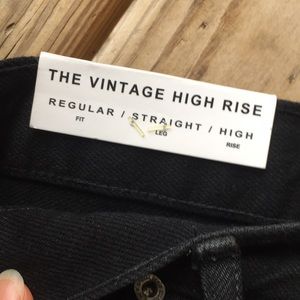 THE VINTAGE HIGH RISE
REGULAR / STRAIGHT / HIGH
FIT LEG RISE